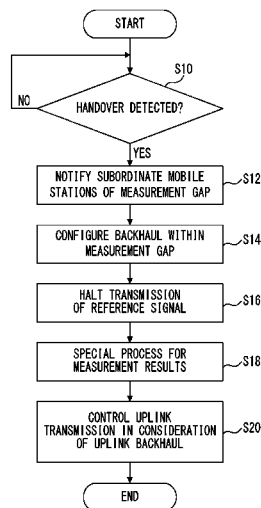 START
S10
HANDOVER DETECTED?
NO
YES
NOTIFY SUBORDINATE MOBILE
STATIONS OF MEASUREMENT GAP
S12
CONFIGURE BACKHAUL WITHIN
MEASUREMENT GAP
S14
HALT TRANSMISSION
OF REFERENCE SIGNAL
S16
SPECIAL PROCESS FOR
MEASUREMENT RESULTS
S18
CONTROL UPLINK
TRANSMISSION IN CONSIDERATION
OF UPLINK BACKHAUL
S20
END